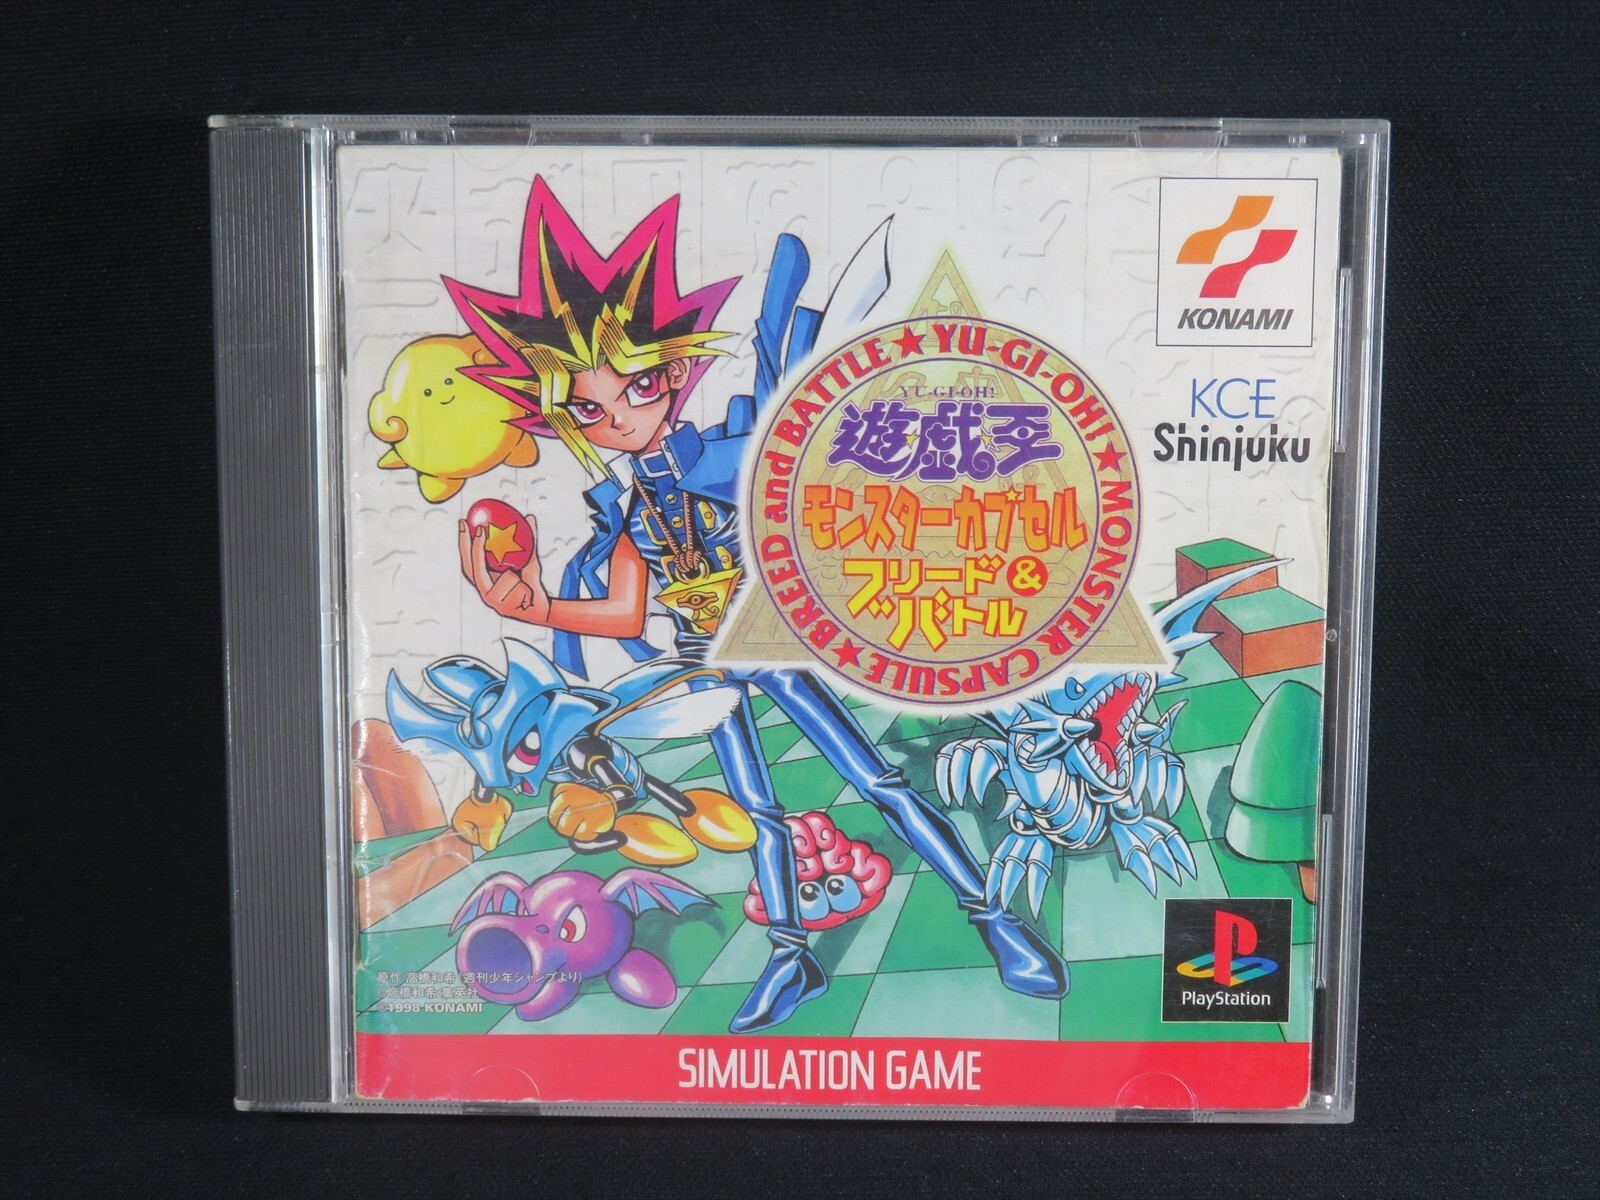 KONAMI
KCE
Shinjuku
BREED and BATTLE★YU-GI-OH!★MONSTER CAPSULE★
YU-GI-OH!
遊★戯★王
モンスターカプセル
ブリード&
バトル
原作・高橋和希(週刊少年ジャンプより)
©高橋和希/集英社
©1998 KONAMI
PlayStation
SIMULATION GAME